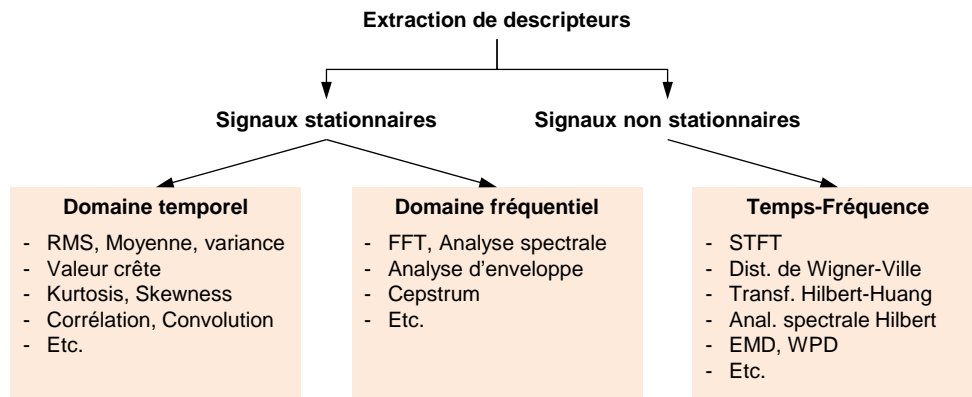 Extraction de descripteurs
Signaux stationnaires
Signaux non stationnaires
Domaine temporel
- RMS, Moyenne, variance
- Valeur crête
- Kurtosis, Skewness
- Corrélation, Convolution
- Etc.
Domaine fréquentiel
- FFT, Analyse spectrale
- Analyse d'enveloppe
- Cepstrum
- Etc.
Temps-Fréquence
- STFT
- Dist. de Wigner-Ville
- Transf. Hilbert-Huang
- Anal. spectrale Hilbert
- EMD, WPD
- Etc.